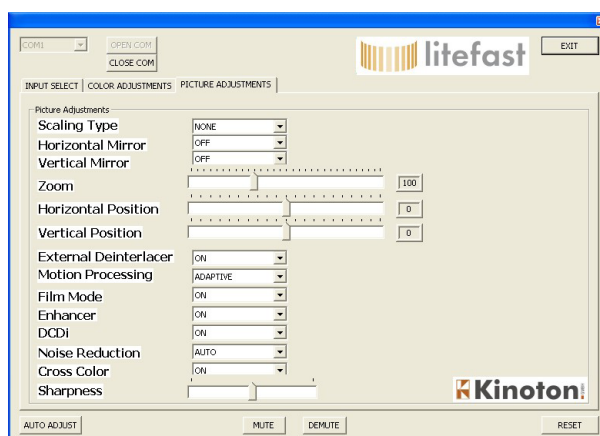 COM1 OPEN COM litefast EXIT
CLOSE COM
INPUT SELECT COLOR ADJUSTMENTS PICTURE ADJUSTMENTS
Picture Adjustments
Scaling Type NONE
Horizontal Mirror OFF
Vertical Mirror OFF
Zoom 100
Horizontal Position 0
Vertical Position 0
External Deinterlacer ON
Motion Processing ADAPTIVE
Film Mode ON
Enhancer ON
DCDi ON
Noise Reduction AUTO
Cross Color ON
Sharpness
Kinoton
AUTO ADJUST MUTE DEMUTE RESET